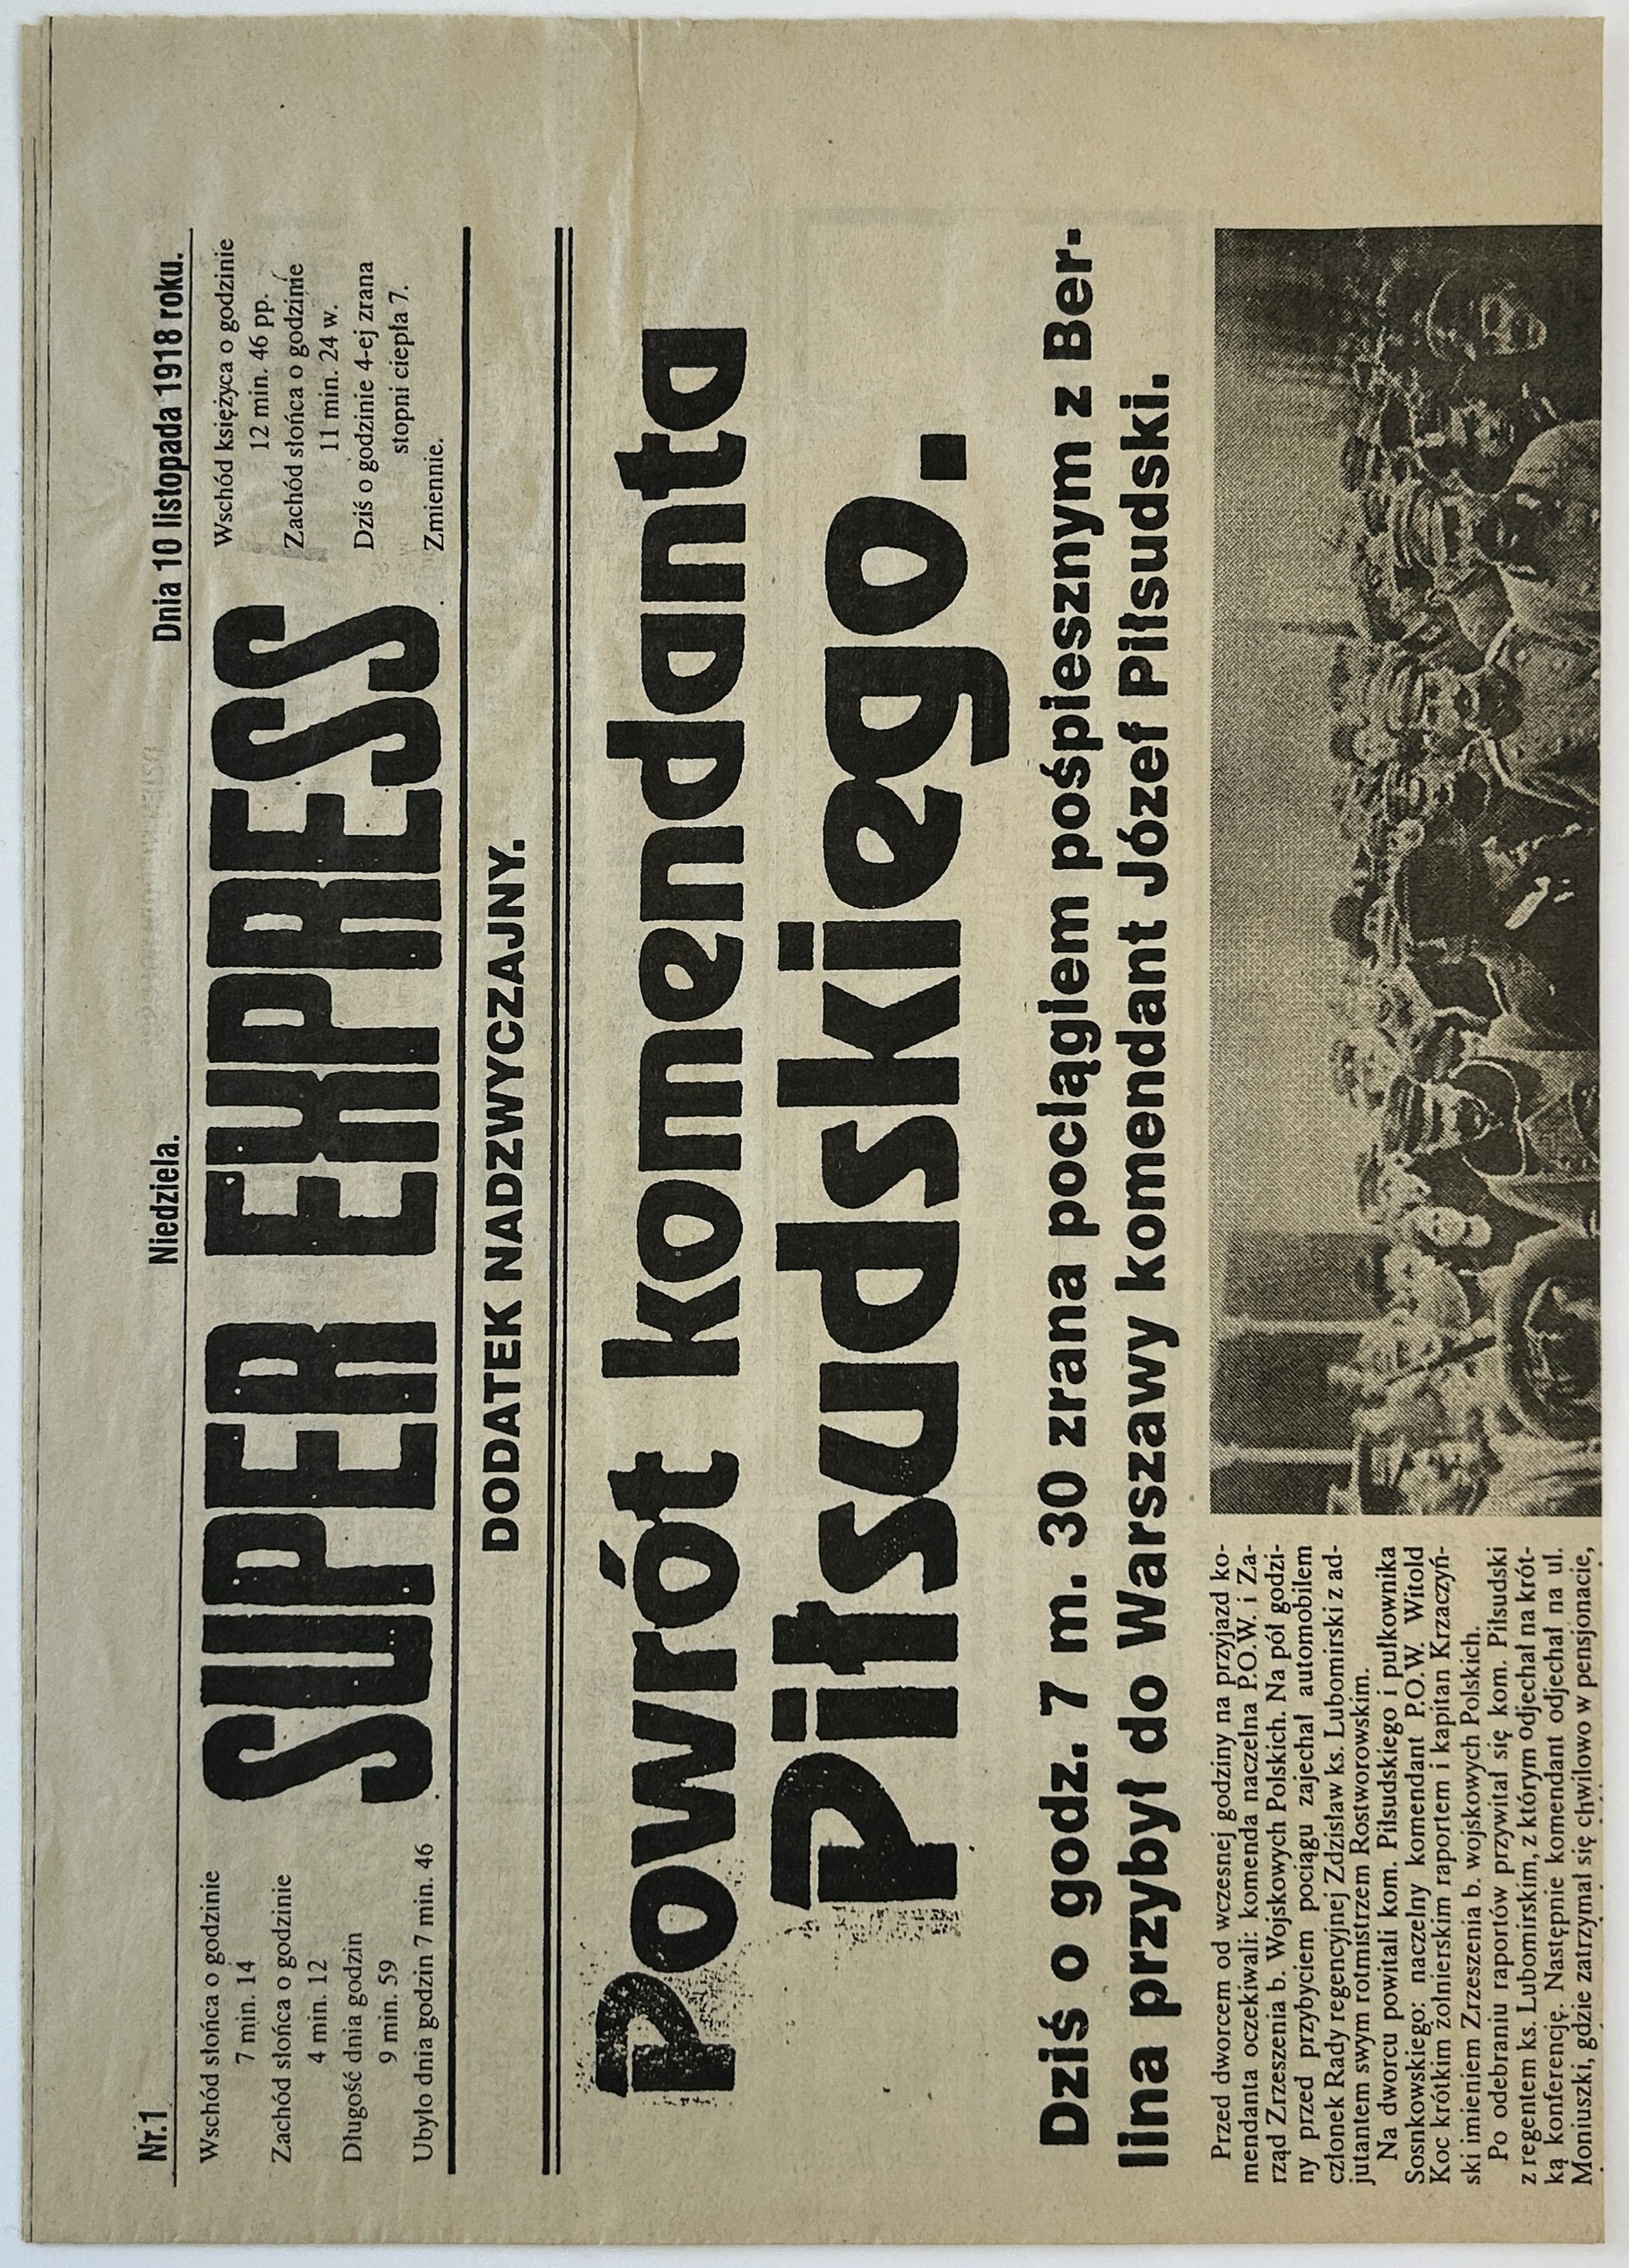 Nr.1 Niedziela. Dnia 10 listopada 1918 roku.
Wschód słońca o godzinie
7 min. 14
Zachód słońca o godzinie
4 min. 12
Długość dnia godzin
9 min. 59
Ubyło dnia godzin 7 min. 46
SUPER EXPRESS
Wschód księżyca o godzinie
12 min. 46 pp.
Zachód słońca o godzinie
11 min. 24 w.
Dziś o godzinie 4-ej zrana
stopni ciepła 7.
Zmiennie.
DODATEK NADZWYCZAJNY.
Powrót komendanta
Piłsudskiego.
Dziś o godz. 7 m. 30 zrana pociągiem pośpiesznym z Ber-
lina przybył do Warszawy komendant Józef Piłsudski.
Przed dworcem od wczesnej godziny na przyjazd ko-
mendanta oczekiwali: komenda naczelna P.O.W. i Za-
rząd Zrzeszenia b. Wojskowych Polskich. Na pół godzi-
ny przed przybyciem pociągu zajechał automobilem
członek Rady regencyjnej Zdzisław ks. Lubomirski z ad-
jutantem swym rotmistrzem Rostworowskim.
Na dworcu powitali kom. Piłsudskiego i pułkownika
Sosnkowskiego: naczelny komendant P.O.W. Witold
Koc krótkim żołnierskim raportem i kapitan Krzaczyń-
ski imieniem Zrzeszenia b. wojskowych Polskich.
Po odebraniu raportów przywitał się kom. Piłsudski
z regentem ks. Lubomirskim, z którym odjechał na krót-
ką konferencję. Następnie komendant odjechał na ul.
Moniuszki, gdzie zatrzymał się chwilowo w pensjonacie,